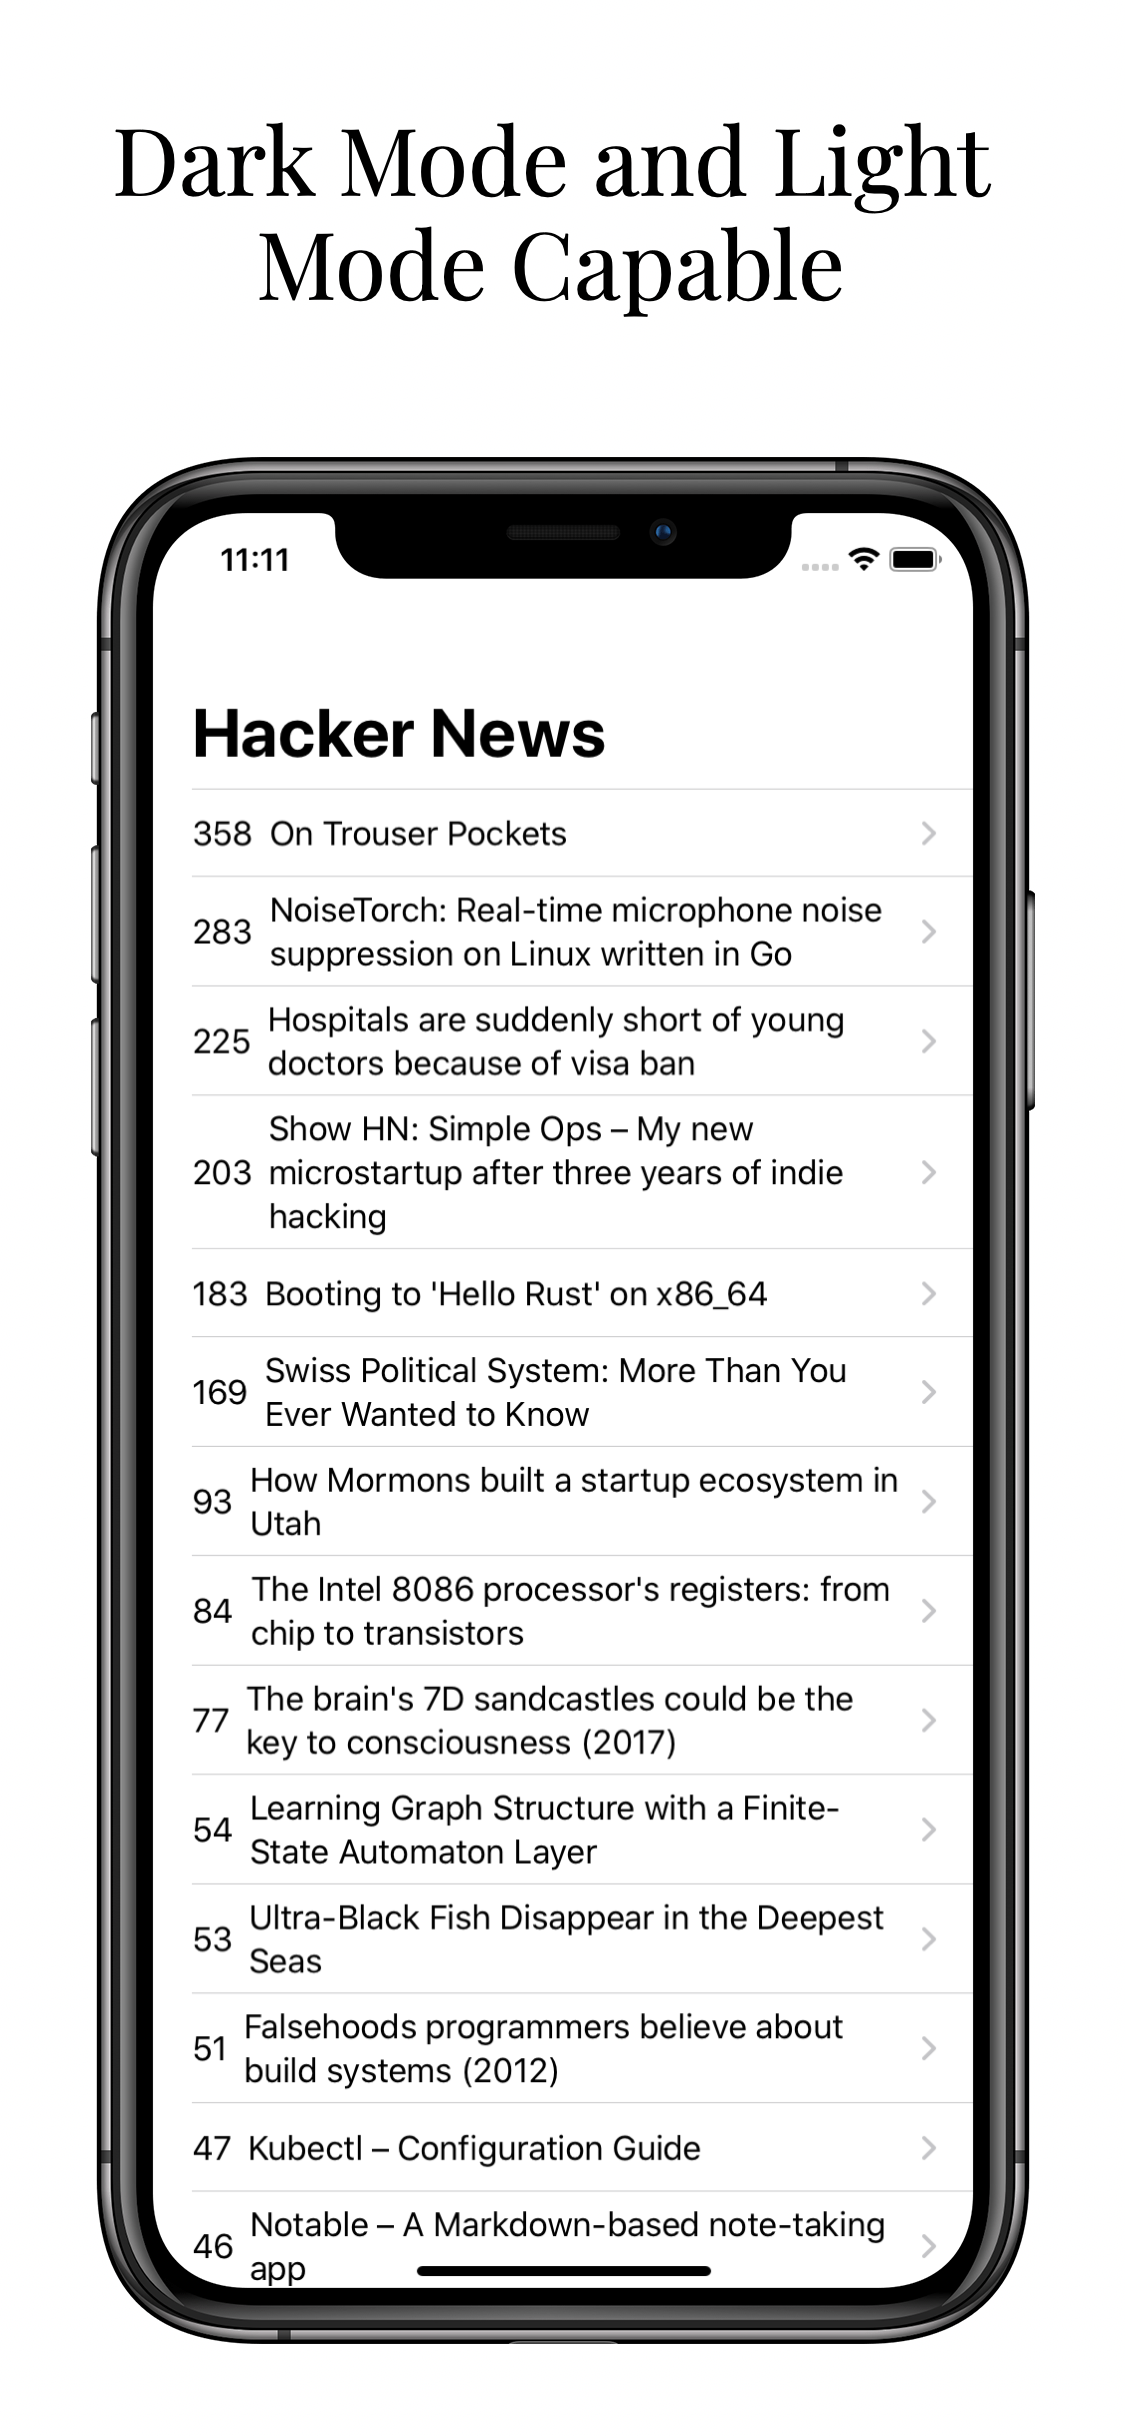 Dark Mode and Light
Mode Capable
11:11
Hacker News
358 On Trouser Pockets
283 NoiseTorch: Real-time microphone noise
suppression on Linux written in Go
225 Hospitals are suddenly short of young
doctors because of visa ban
203 Show HN: Simple Ops – My new
microstartup after three years of indie
hacking
183 Booting to 'Hello Rust' on x86_64
169 Swiss Political System: More Than You
Ever Wanted to Know
93 How Mormons built a startup ecosystem in
Utah
84 The Intel 8086 processor's registers: from
chip to transistors
77 The brain's 7D sandcastles could be the
key to consciousness (2017)
54 Learning Graph Structure with a Finite-
State Automaton Layer
53 Ultra-Black Fish Disappear in the Deepest
Seas
51 Falsehoods programmers believe about
build systems (2012)
47 Kubectl – Configuration Guide
46 Notable – A Markdown-based note-taking
app